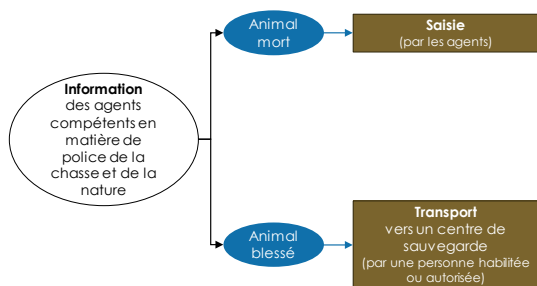 Information
des agents
compétents en
matière de
police de la
chasse et de la
nature
Animal
mort
Saisie
(par les agents)
Animal
blessé
Transport
vers un centre de
sauvegarde
(par une personne habilitée
ou autorisée)